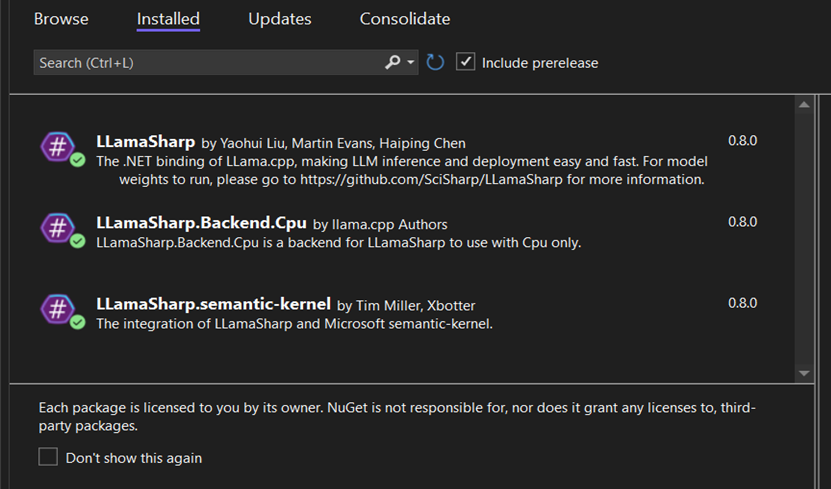 Browse Installed Updates Consolidate
Search (Ctrl+L) Include prerelease
LLamaSharp by Yaohui Liu, Martin Evans, Haiping Chen 0.8.0
The .NET binding of LLama.cpp, making LLM inference and deployment easy and fast. For model
weights to run, please go to https://github.com/SciSharp/LLamaSharp for more information.
LLamaSharp.Backend.Cpu by llama.cpp Authors 0.8.0
LLamaSharp.Backend.Cpu is a backend for LLamaSharp to use with Cpu only.
LLamaSharp.semantic-kernel by Tim Miller, Xbotter 0.8.0
The integration of LLamaSharp and Microsoft semantic-kernel.
Each package is licensed to you by its owner. NuGet is not responsible for, nor does it grant any licenses to, third-
party packages.
Don't show this again